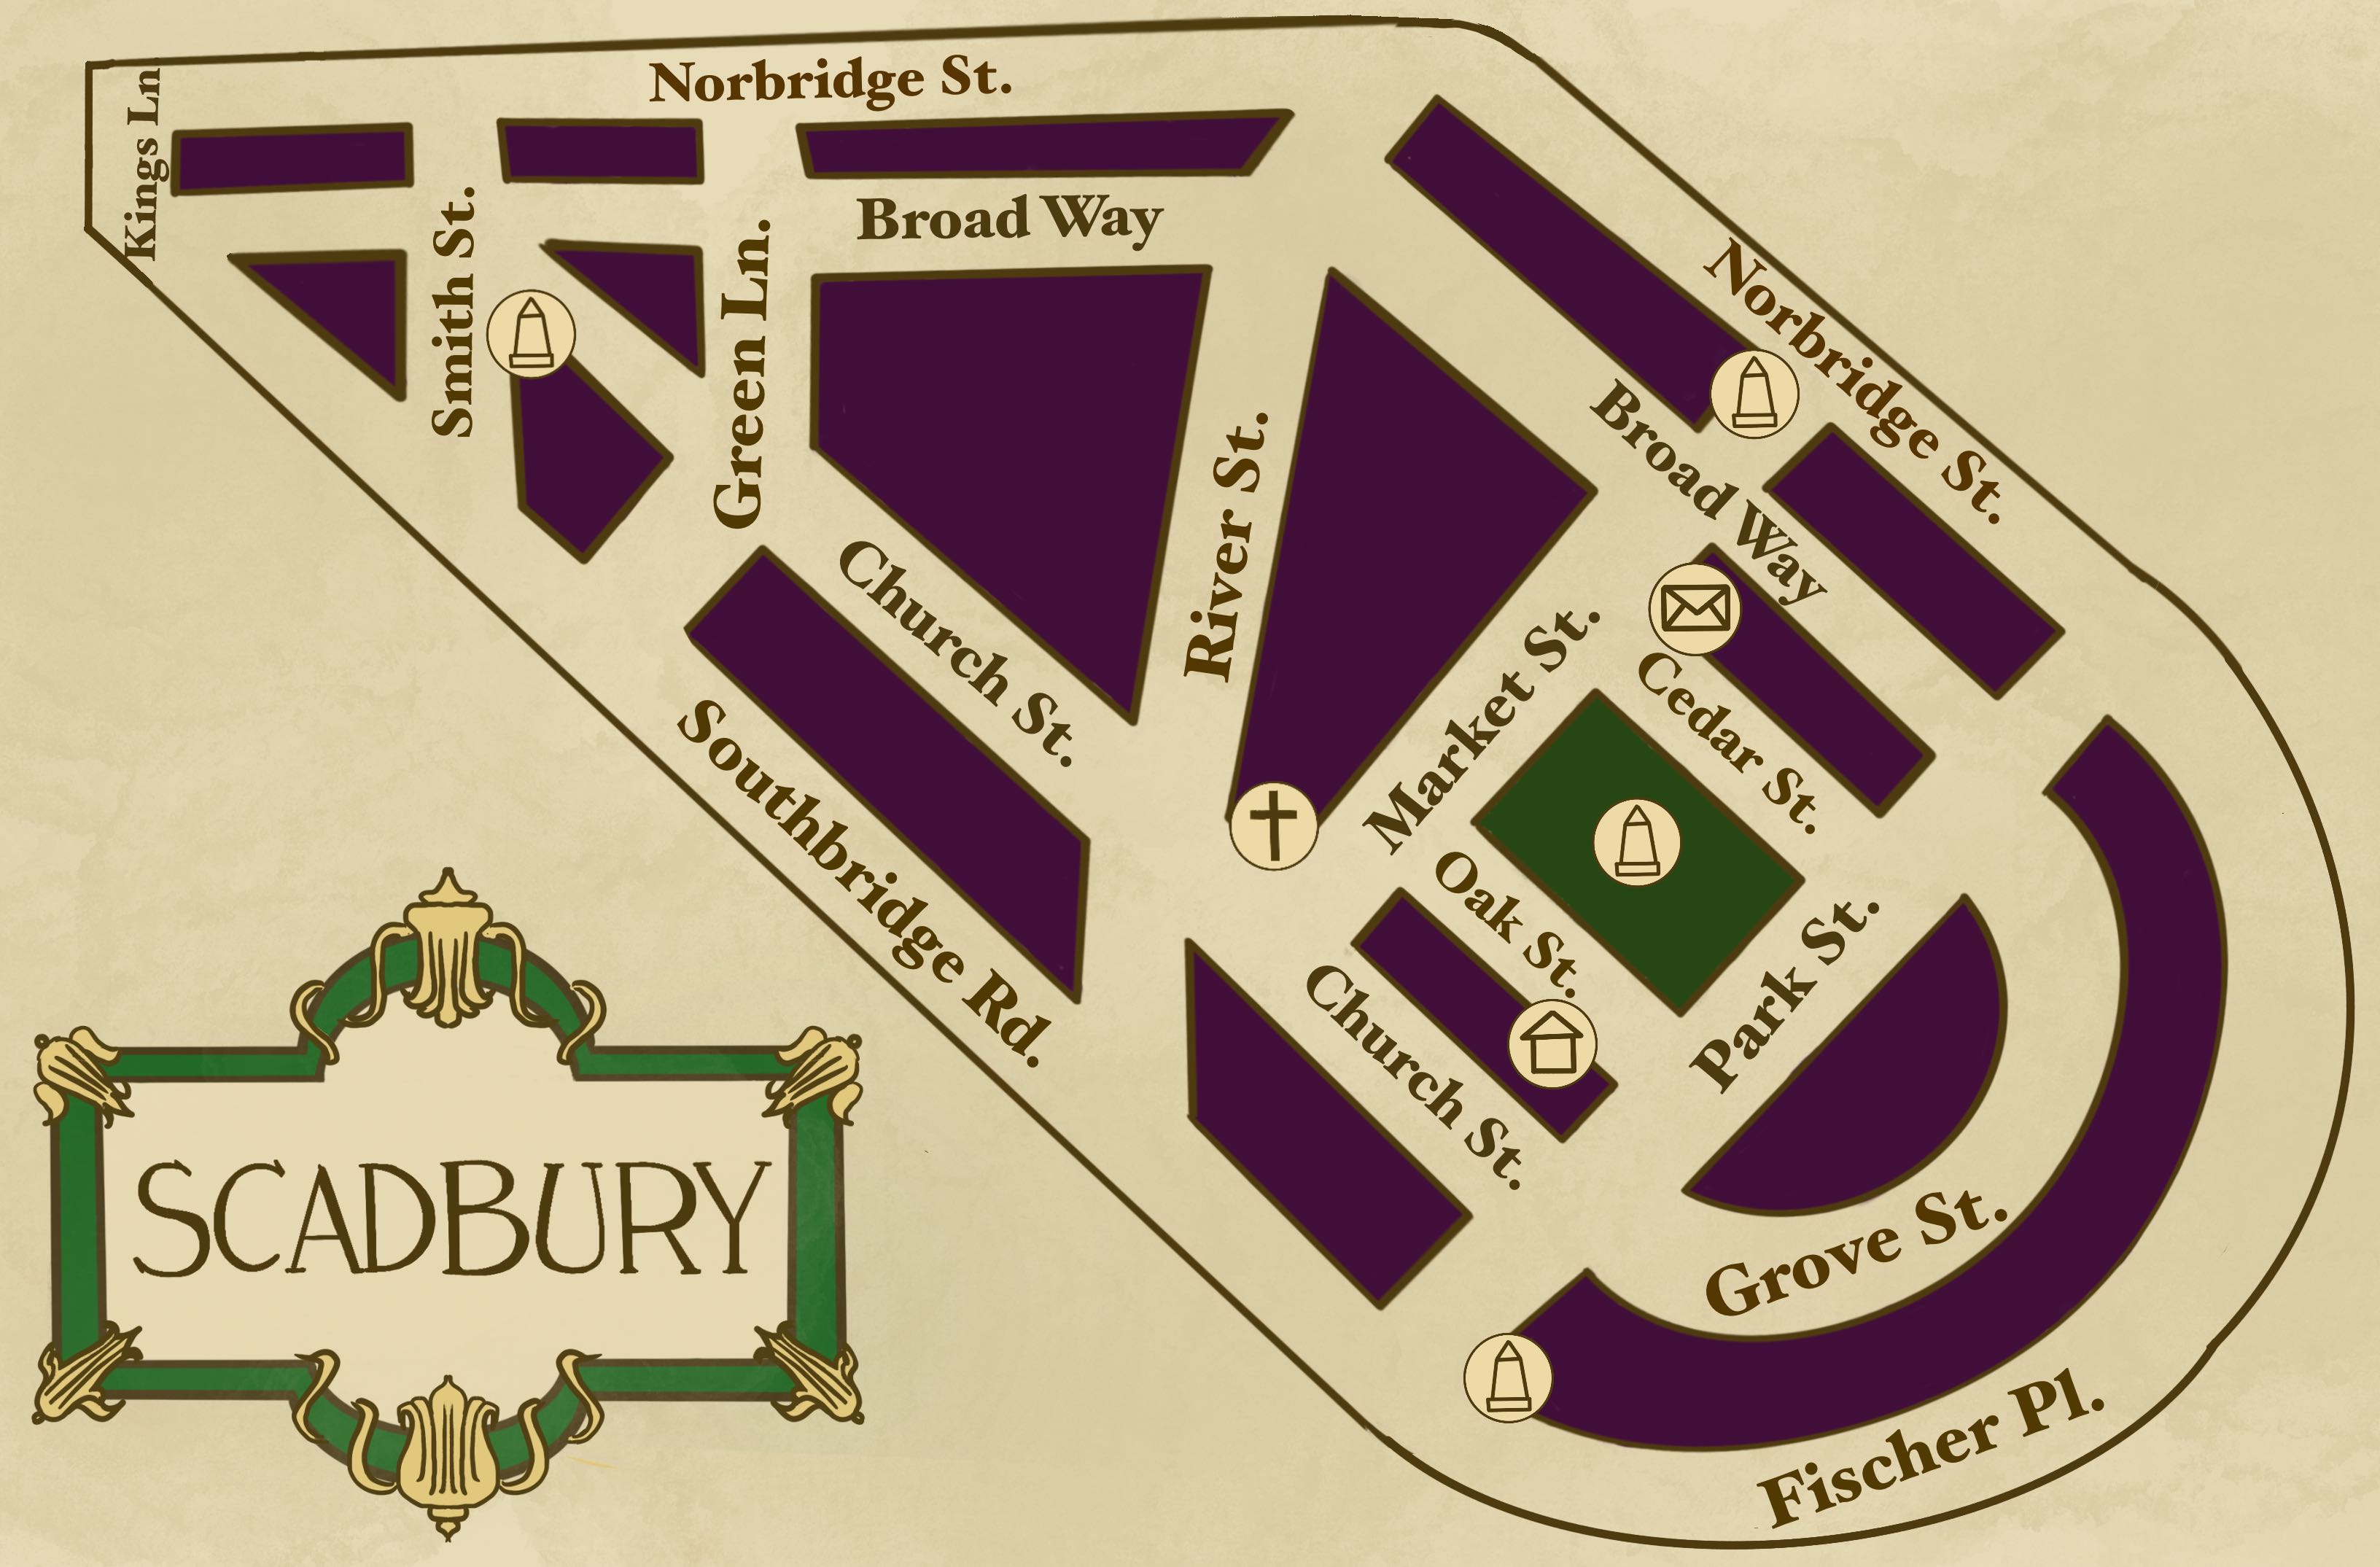 Norbridge St.
Kings Ln
Smith St.
Broad Way
Green Ln.
Norbridge St.
Broad Way
River St.
Church St.
Market St.
Cedar St.
Southbridge Rd.
Oak St.
Park St.
Church St.
Grove St.
Fischer Pl.
SCADBURY